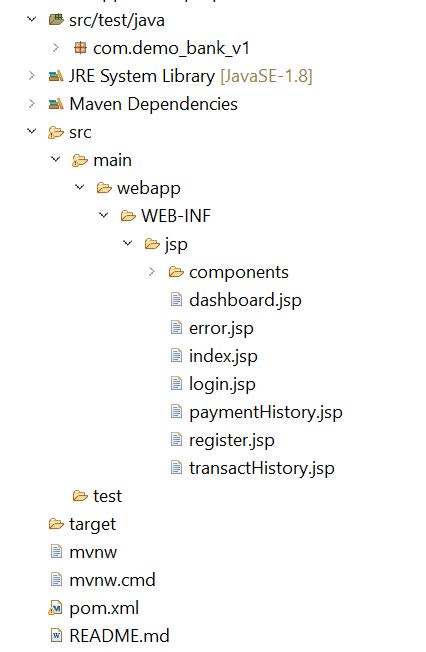 src/test/java
com.demo_bank_v1
JRE System Library [JavaSE-1.8]
Maven Dependencies
src
main
webapp
WEB-INF
jsp
components
dashboard.jsp
error.jsp
index.jsp
login.jsp
paymentHistory.jsp
register.jsp
transactHistory.jsp
test
target
mvnw
mvnw.cmd
pom.xml
README.md